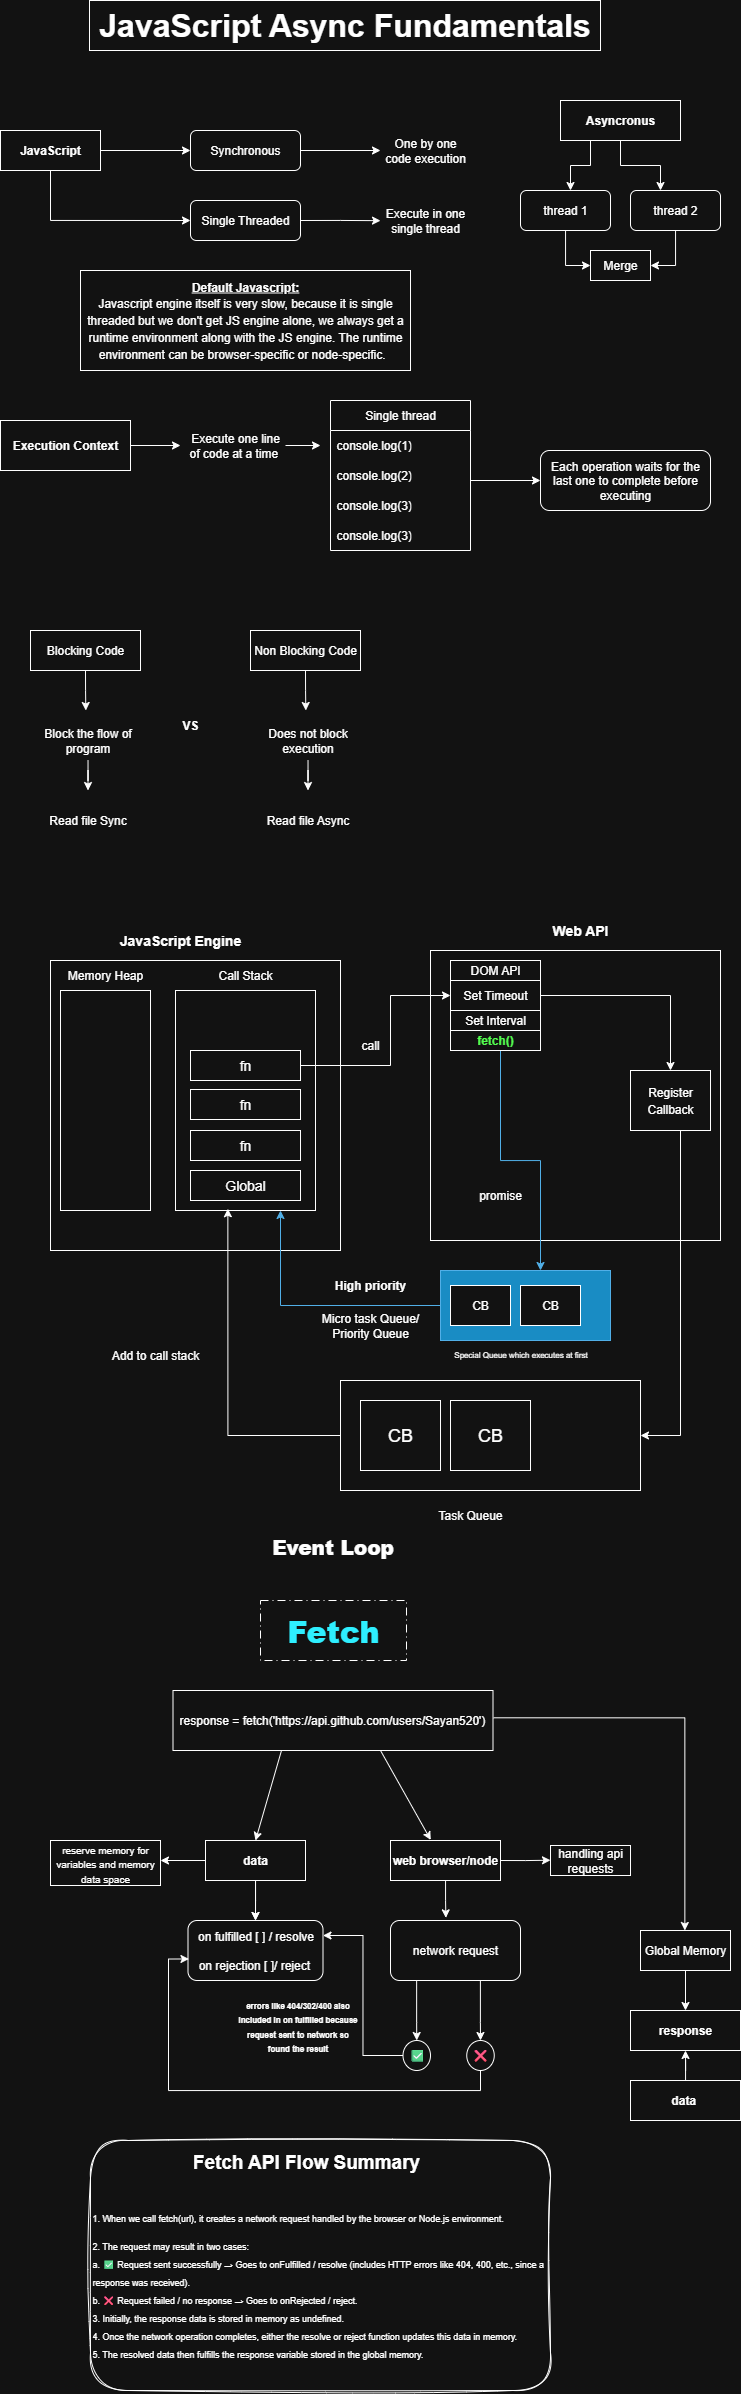 JavaScript Async Fundamentals
JavaScript
Synchronous
One by one
code execution
Single Threaded
Execute in one
single thread
Asyncronus
thread 1
thread 2
Merge
Default Javascript:
Javascript engine itself is very slow, because it is single
threaded but we don't get JS engine alone, we always get a
runtime environment along with the JS engine. The runtime
environment can be browser-specific or node-specific.
Execution Context
Execute one line
of code at a time
Single thread
console.log(1)
console.log(2)
console.log(3)
console.log(3)
Each operation waits for the
last one to complete before
executing
Blocking Code
Block the flow of
program
Read file Sync
VS
Non Blocking Code
Does not block
execution
Read file Async
JavaScript Engine
Memory Heap
Call Stack
fn
fn
fn
Global
call
Web API
DOM API
Set Timeout
Set Interval
fetch()
Register
Callback
promise
High priority
Micro task Queue/
Priority Queue
CB
CB
Special Queue which executes at first
Add to call stack
CB
CB
Task Queue
Event Loop
Fetch
response = fetch('https://api.github.com/users/Sayan520')
reserve memory for
variables and memory
data space
data
web browser/node
handling api
requests
on fulfilled [ ] / resolve
on rejection [ ]/ reject
network request
Global Memory
errors like 404/302/400 also
included in on fulfilled because
request sent to network so
found the result
✅
❌
response
data
Fetch API Flow Summary
1. When we call fetch(url), it creates a network request handled by the browser or Node.js environment.
2. The request may result in two cases:
a. ✅ Request sent successfully → Goes to onFulfilled / resolve (includes HTTP errors like 404, 400, etc., since a
response was received).
b. ❌ Request failed / no response → Goes to onRejected / reject.
3. Initially, the response data is stored in memory as undefined.
4. Once the network operation completes, either the resolve or reject function updates this data in memory.
5. The resolved data then fulfills the response variable stored in the global memory.